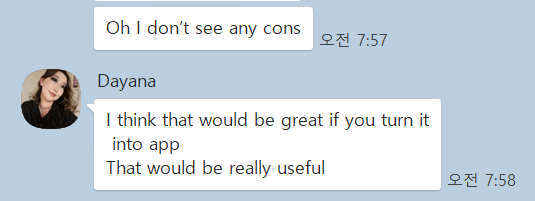 Oh I don't see any cons
오전 7:57
Dayana
I think that would be great if you turn it
into app
That would be really useful
오전 7:58